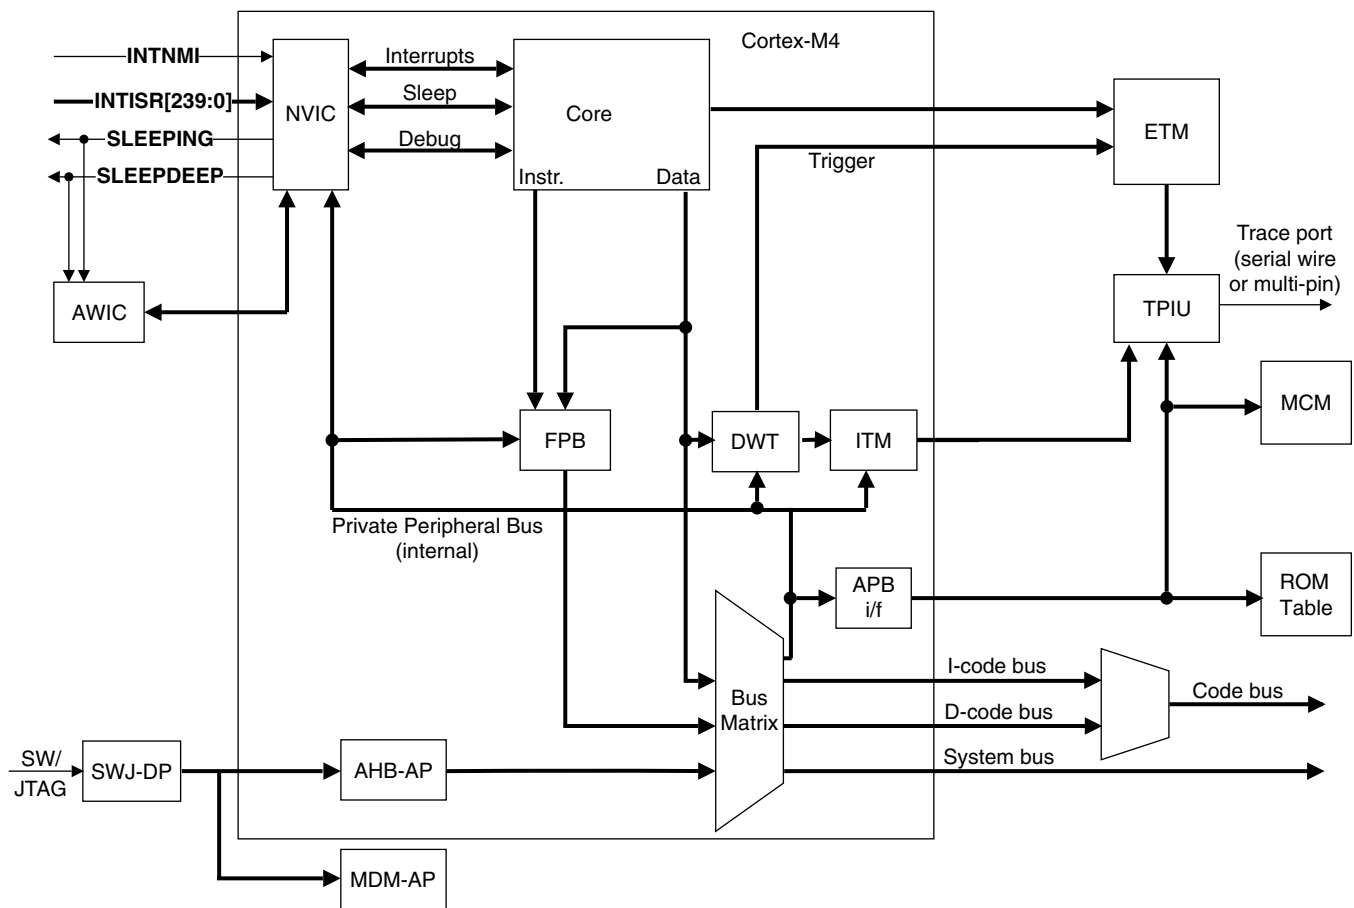 Cortex-M4
INTNMI
INTISR[239:0]
SLEEPING
SLEEPDEEP
NVIC
Interrupts
Sleep
Debug
Core
Instr.
Data
ETM
Trigger
Trace port
(serial wire
or multi-pin)
AWIC
TPIU
MCM
FPB
DWT
ITM
Private Peripheral Bus
(internal)
APB
i/f
ROM
Table
Bus
Matrix
I-code bus
D-code bus
Code bus
System bus
SW/
JTAG
SWJ-DP
AHB-AP
MDM-AP